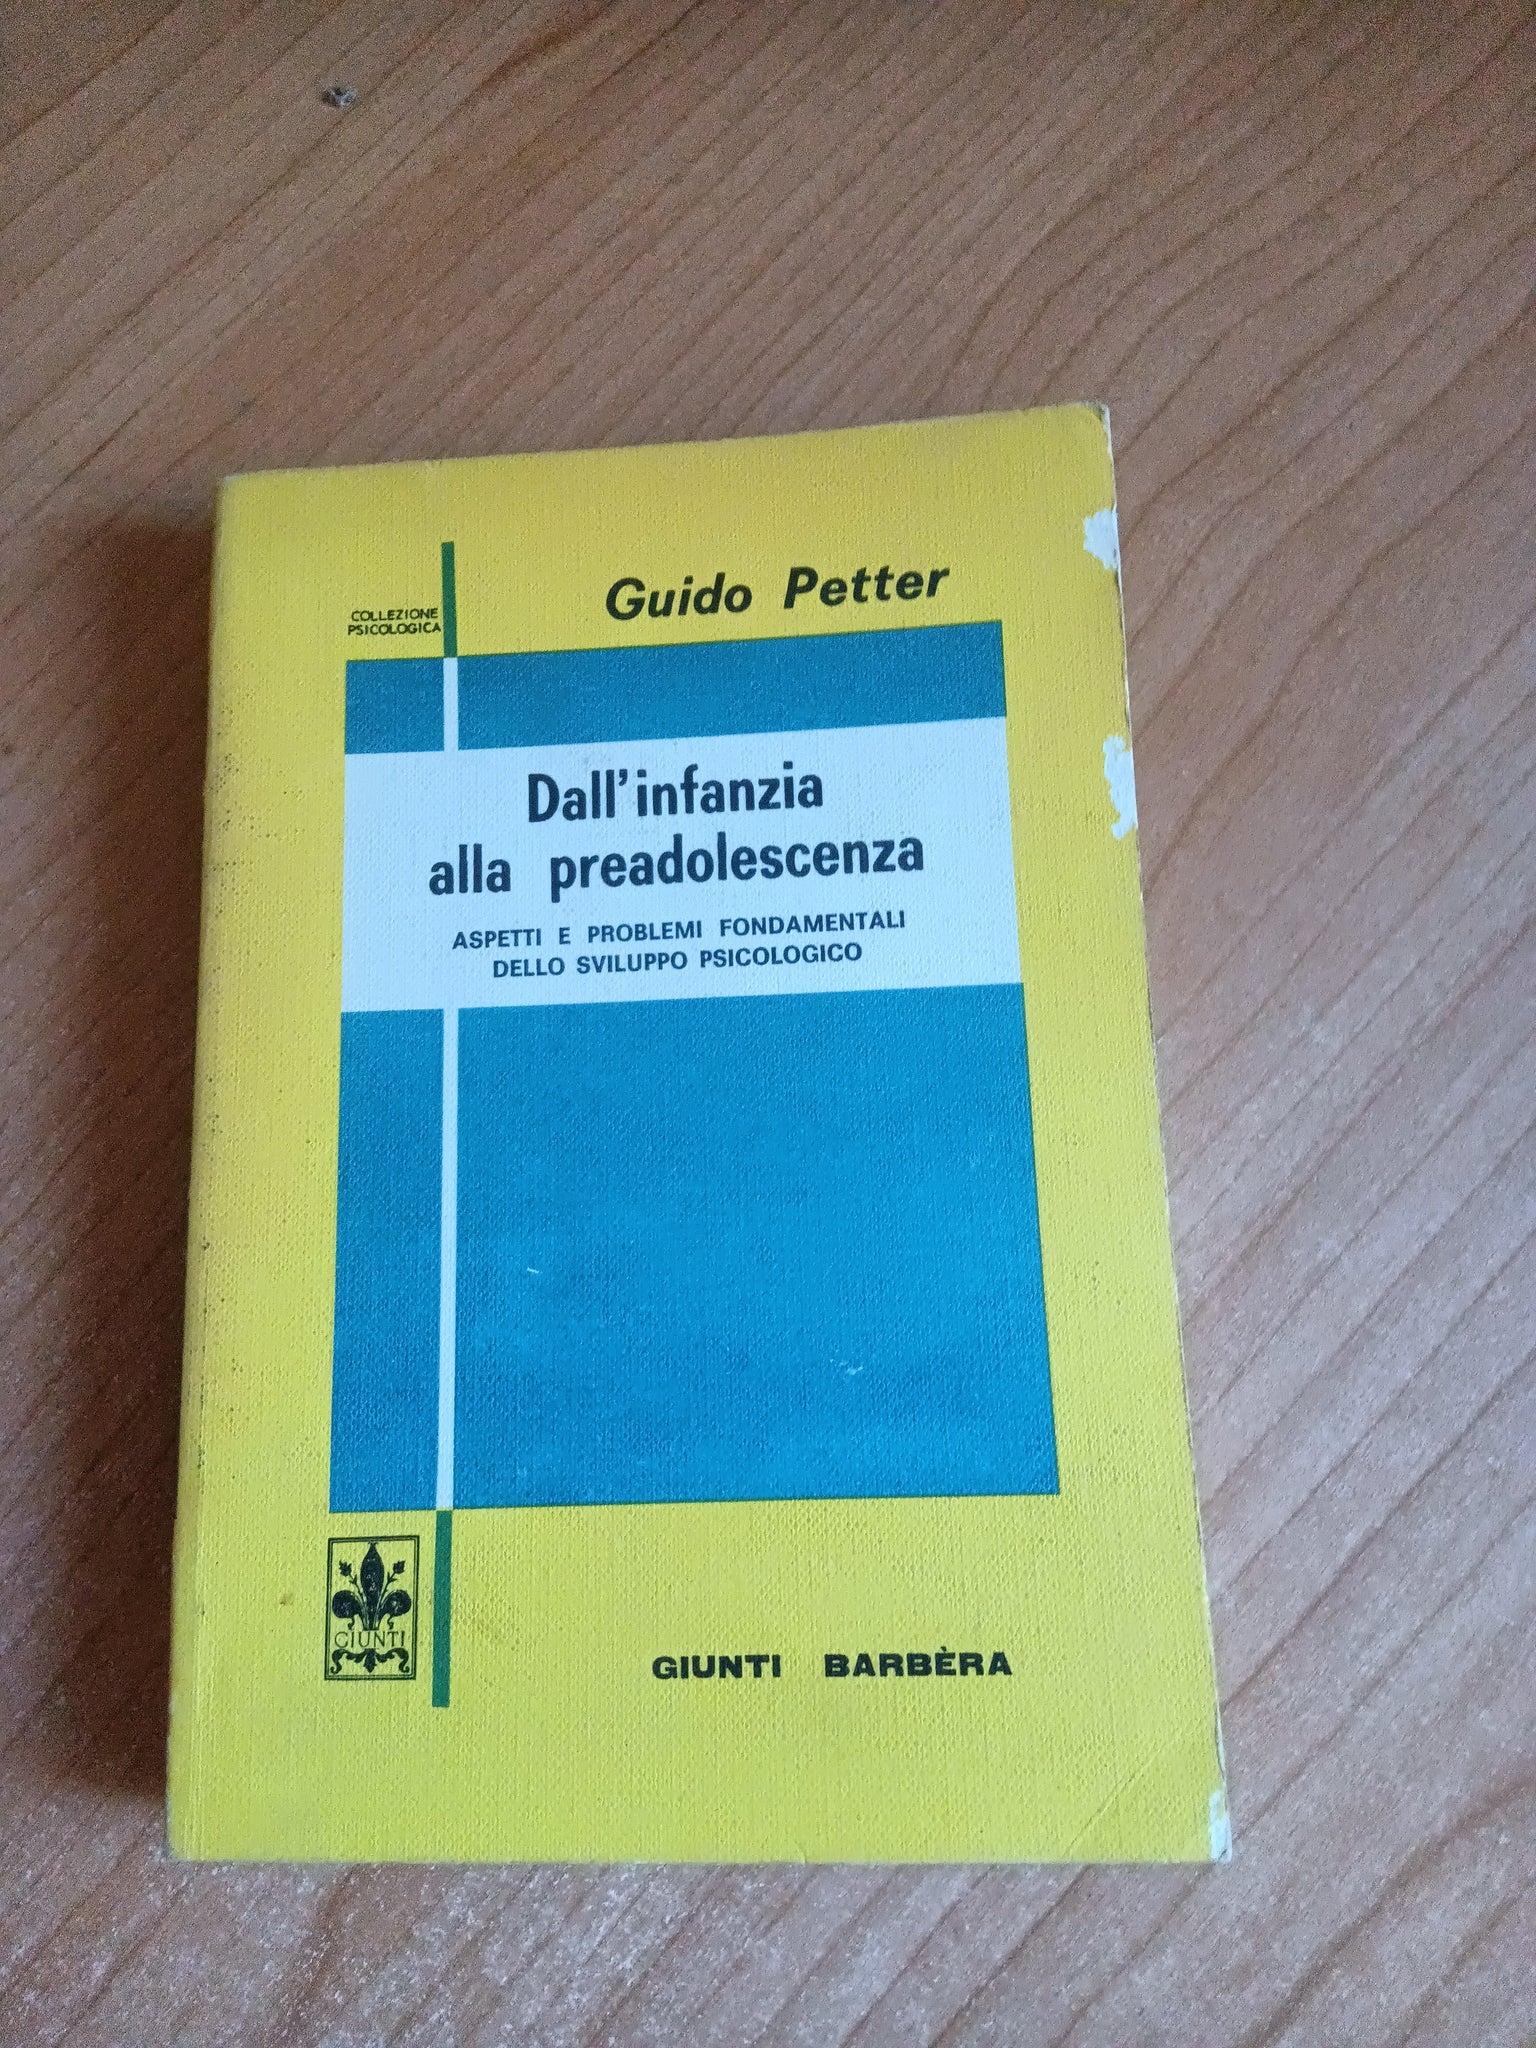 Guido Petter
COLLEZIONE
PSICOLOGICA
Dall'infanzia
alla preadolescenza
ASPETTI E PROBLEMI FONDAMENTALI
DELLO SVILUPPO PSICOLOGICO
GIUNTI
GIUNTI BARBÈRA